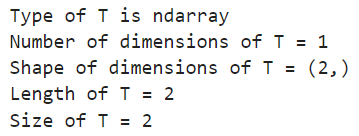 Type of T is ndarray
Number of dimensions of T = 1
Shape of dimensions of T = (2,)
Length of T = 2
Size of T = 2